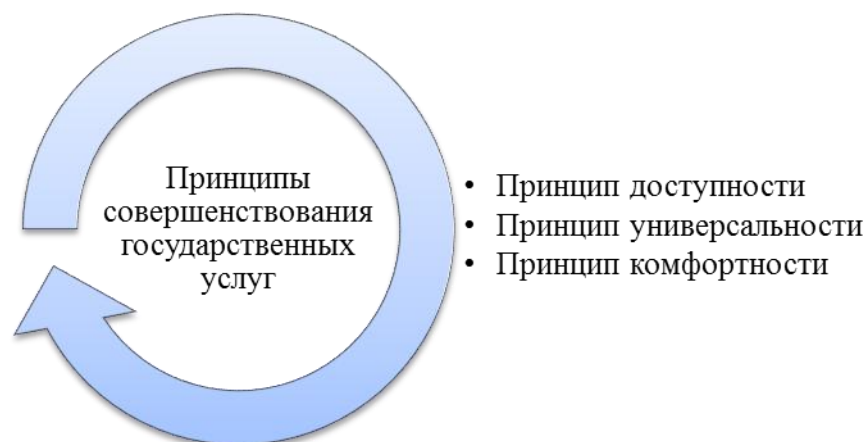 Принципы
совершенствования
государственных
услуг
• Принцип доступности
• Принцип универсальности
• Принцип комфортности